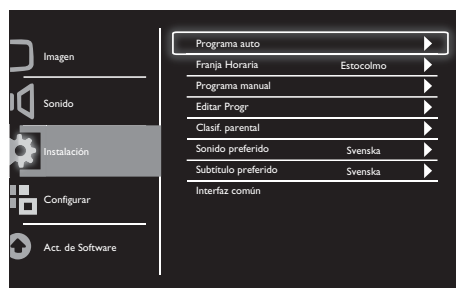 Imagen
Sonido
Instalación
Configurar
Act. de Software
Programa auto
Franja Horaria Estocolmo
Programa manual
Editar Progr
Clasif. parental
Sonido preferido Svenska
Subtítulo preferido Svenska
Interfaz común